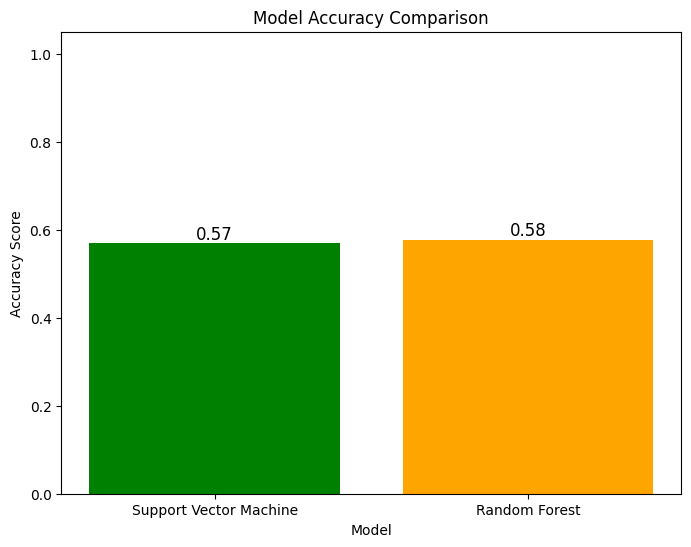 Model Accuracy Comparison
1.0
0.8
0.6
0.4
0.2
0.0
Accuracy Score
0.57
0.58
Support Vector Machine
Random Forest
Model